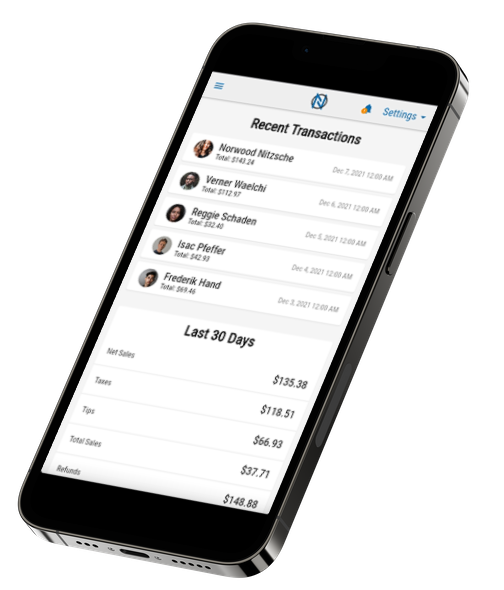 Settings
Recent Transactions
Norwood Nitzsche
Total: $143.24
Dec 7, 2021 12:00 AM
Verner Waelchi
Total: $112.97
Dec 6, 2021 12:00 AM
Reggie Schaden
Total: $32.40
Dec 5, 2021 12:00 AM
Isac Pfeffer
Total: $42.93
Dec 4, 2021 12:00 AM
Frederik Hand
Total: $69.46
Dec 3, 2021 12:00 AM
Last 30 Days
Net Sales $135.38
Taxes $118.51
Tips $66.93
Total Sales $37.71
Refunds $148.88